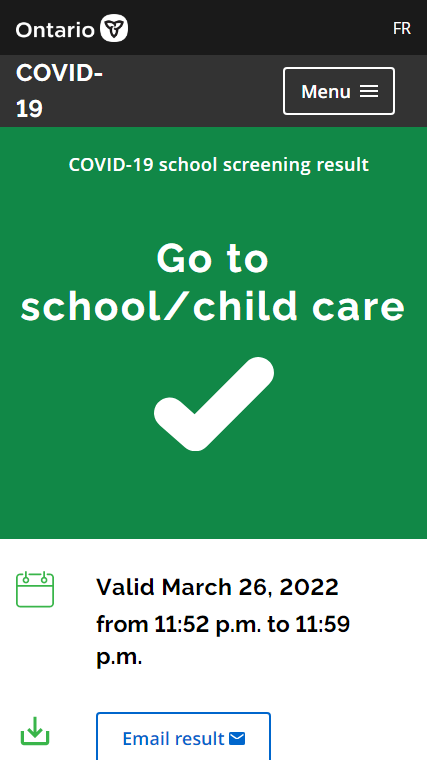 Ontario
FR
COVID-
19
Menu
COVID-19 school screening result
Go to
school/child care
Valid March 26, 2022
from 11:52 p.m. to 11:59
p.m.
Email result